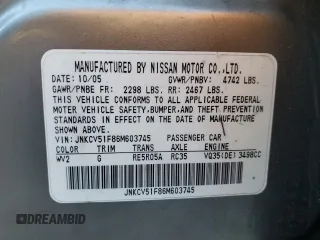 MANUFACTURED BY NISSAN MOTOR CO.,LTD.
DATE: 10/05 GVWR/PNBV: 4742 LBS.
GAWR/PNBE FR: 2298 LBS. RR: 2467 LBS.
THIS VEHICLE CONFORMS TO ALL APPLICABLE FEDERAL
MOTOR VEHICLE SAFETY,BUMPER,AND THEFT PREVENTION
STANDARDS IN EFFECT ON THE DATE OF MANUFACTURE
SHOWN ABOVE.
VIN: JNKCV51F86M603745 PASSENGER CAR
COLOR TRIM TRANS AXLE ENGINE
WV2 G RE5R05A RC35 VQ35(DE) 3498CC
JNKCV51F86M603745
DREAMBID